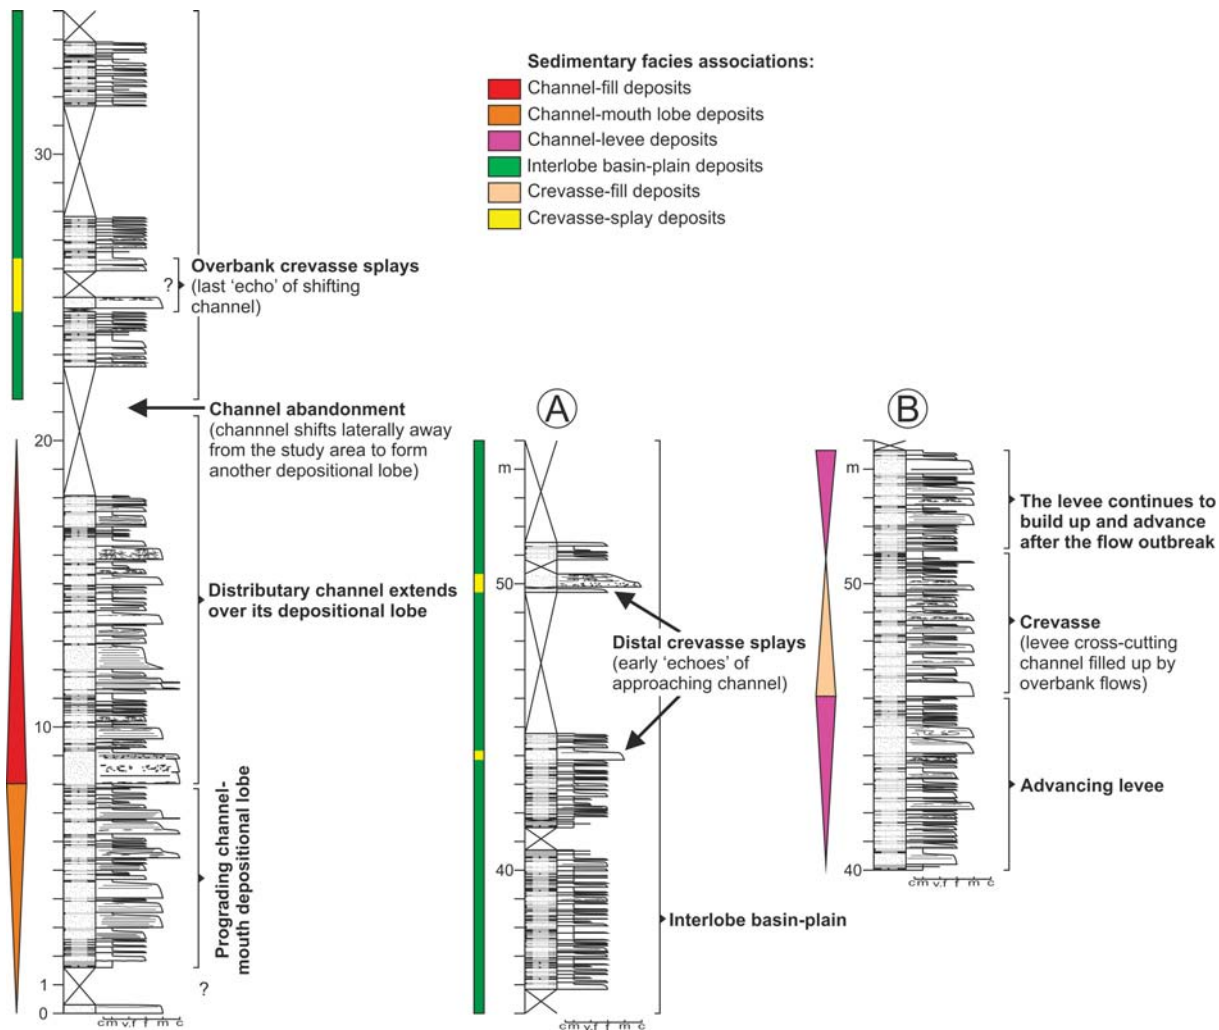 Sedimentary facies associations:
Channel-fill deposits
Channel-mouth lobe deposits
Channel-levee deposits
Interlobe basin-plain deposits
Crevasse-fill deposits
Crevasse-splay deposits
30
?
Overbank crevasse splays
(last 'echo' of shifting
channel)
Channel abandonment
(channnel shifts laterally away
from the study area to form
another depositional lobe)
20
Distributary channel extends
over its depositional lobe
10
Prograding channel-
mouth depositional lobe
1
?
0
c m v.f f m c
A
m
50
Distal crevasse splays
(early 'echoes' of
approaching channel)
40
Interlobe basin-plain
c m v.f f m c
B
m
The levee continues to
build up and advance
after the flow outbreak
50
Crevasse
(levee cross-cutting
channel filled up by
overbank flows)
Advancing levee
40
c m v.f f m c